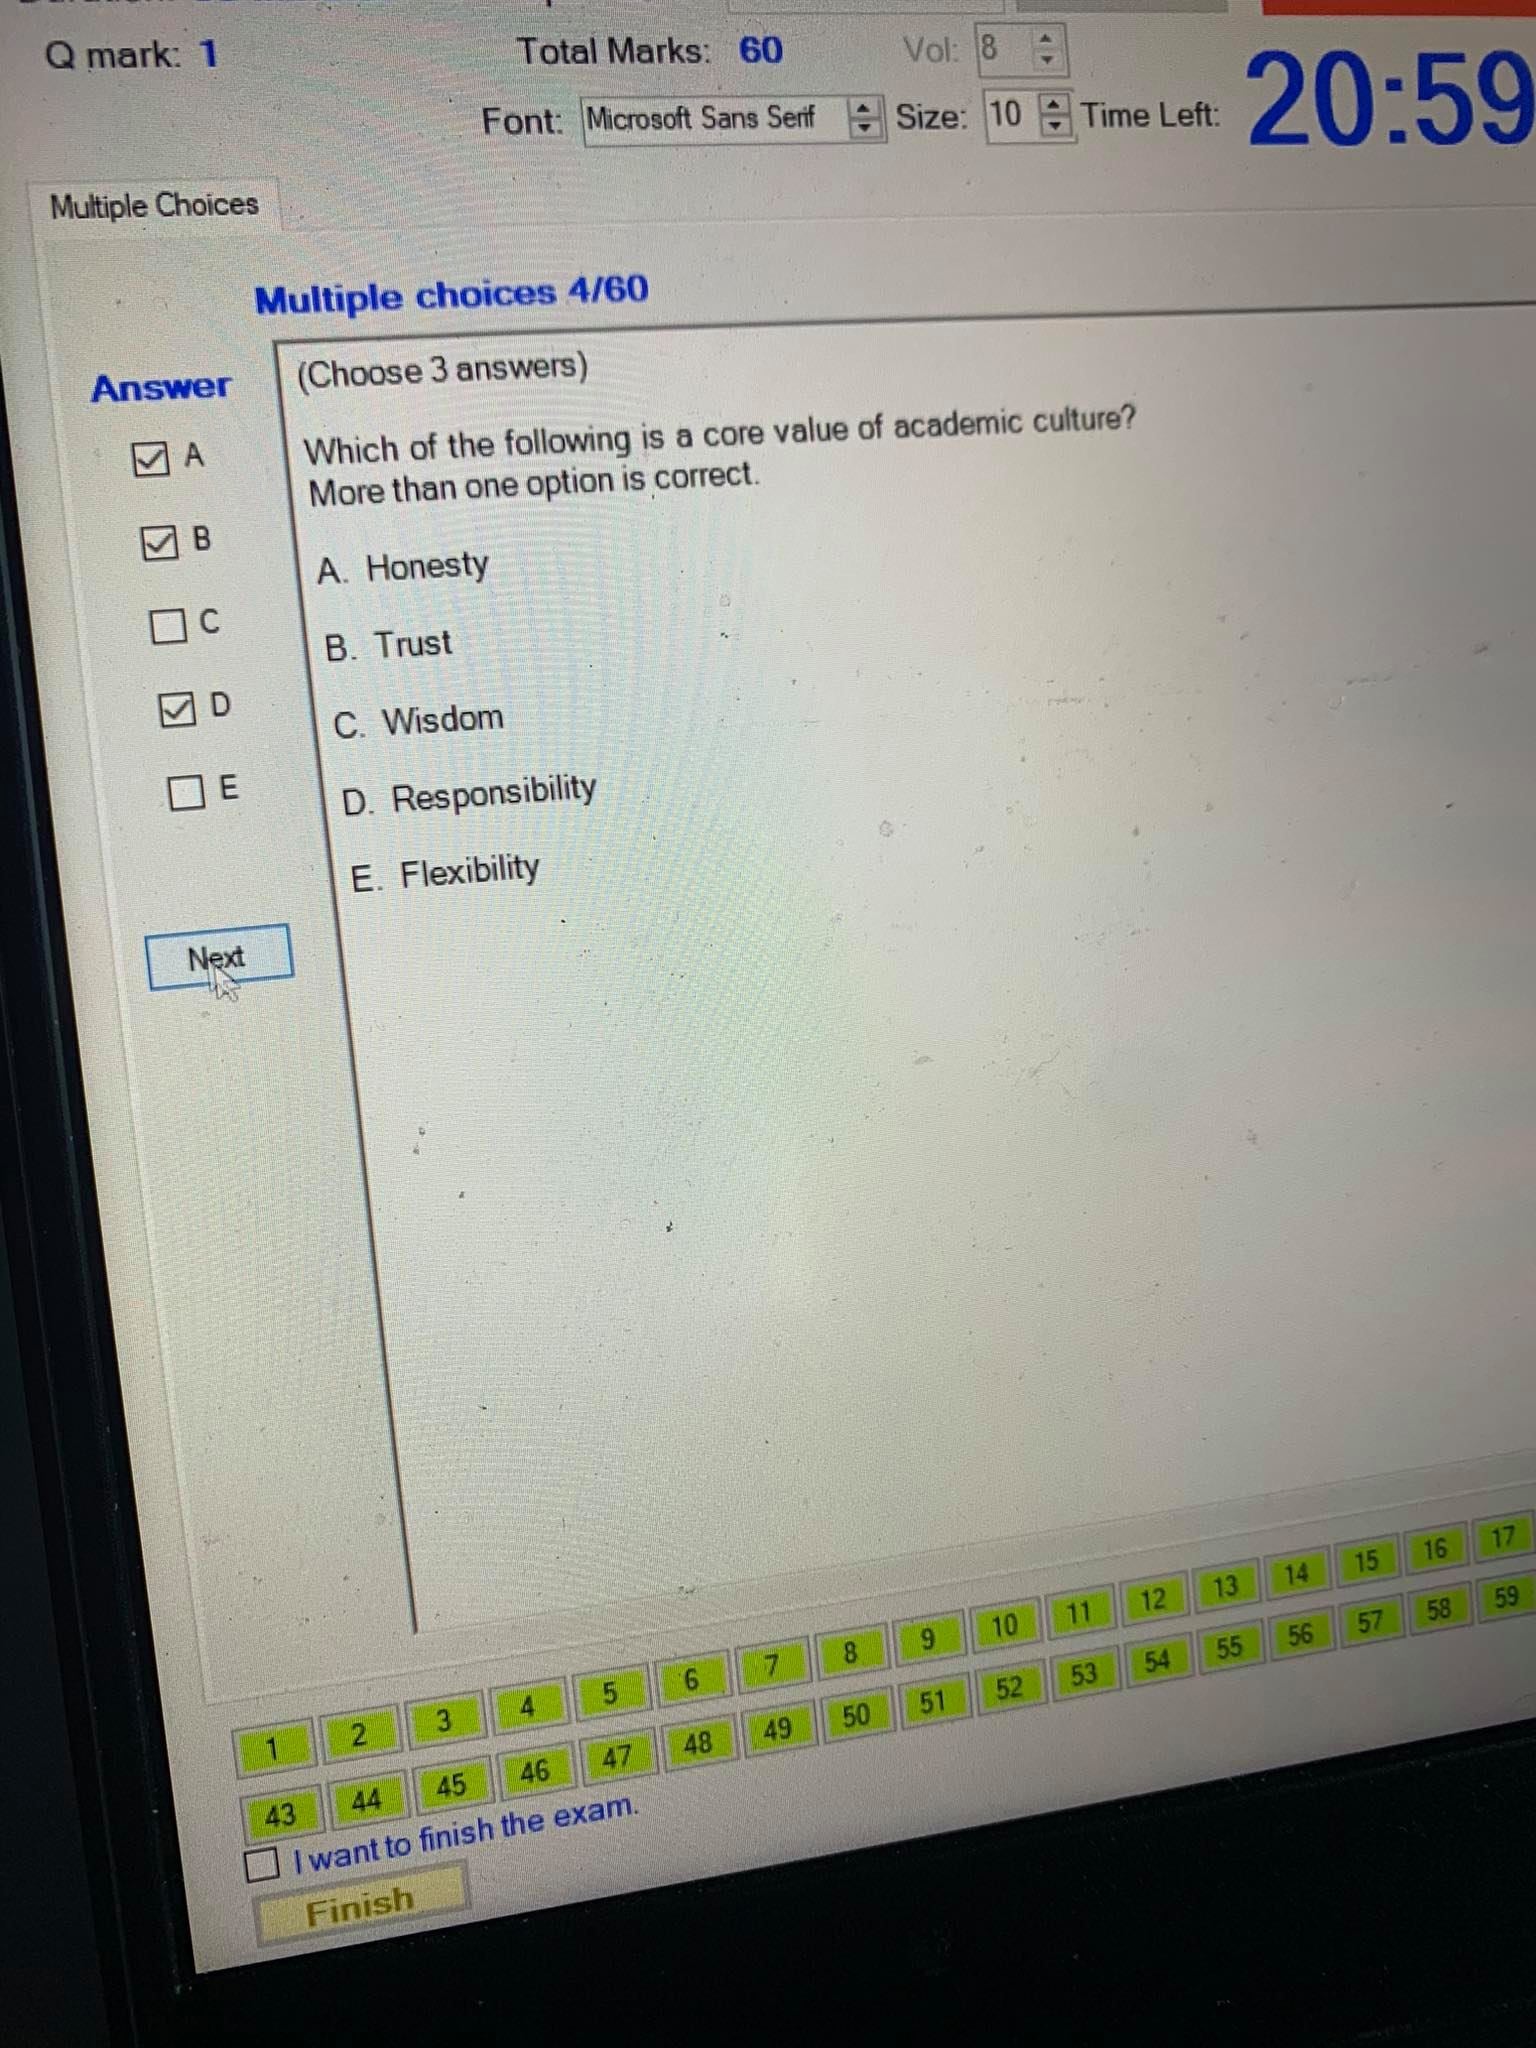 Q mark: 1
Total Marks: 60
Vol: 8
Font: Microsoft Sans Serif
Size: 10
Time Left: 20:59
Multiple Choices
Multiple choices 4/60
Answer
(Choose 3 answers)
Which of the following is a core value of academic culture?
More than one option is correct.
A
B
C
D
E
A. Honesty
B. Trust
C. Wisdom
D. Responsibility
E. Flexibility
Next
1 2 3 4 5 6 7 8 9 10 11 12 13 14 15 16 17
43 44 45 46 47 48 49 50 51 52 53 54 55 56 57 58 59
I want to finish the exam.
Finish